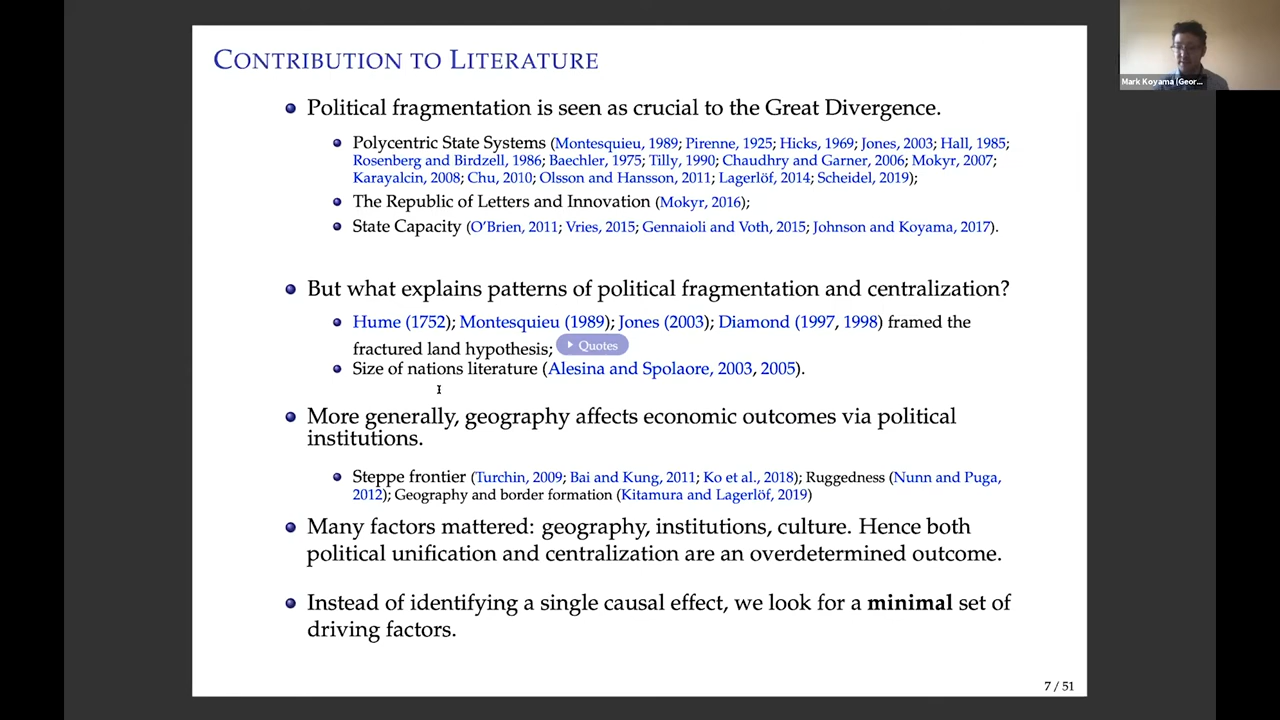 CONTRIBUTION TO LITERATURE
Mark Koyama (Geor...
Political fragmentation is seen as crucial to the Great Divergence.
Polycentric State Systems (Montesquieu, 1989; Pirenne, 1925; Hicks, 1969; Jones, 2003; Hall, 1985;
Rosenberg and Birdzell, 1986; Baechler, 1975; Tilly, 1990; Chaudhry and Garner, 2006; Mokyr, 2007;
Karayalcin, 2008; Chu, 2010; Olsson and Hansson, 2011; Lagerlöf, 2014; Scheidel, 2019);
The Republic of Letters and Innovation (Mokyr, 2016);
State Capacity (O'Brien, 2011; Vries, 2015; Gennaioli and Voth, 2015; Johnson and Koyama, 2017).
But what explains patterns of political fragmentation and centralization?
Hume (1752); Montesquieu (1989); Jones (2003); Diamond (1997, 1998) framed the
fractured land hypothesis; Quotes
Size of nations literature (Alesina and Spolaore, 2003, 2005).
More generally, geography affects economic outcomes via political
institutions.
Steppe frontier (Turchin, 2009; Bai and Kung, 2011; Ko et al., 2018); Ruggedness (Nunn and Puga,
2012); Geography and border formation (Kitamura and Lagerlöf, 2019)
Many factors mattered: geography, institutions, culture. Hence both
political unification and centralization are an overdetermined outcome.
Instead of identifying a single causal effect, we look for a minimal set of
driving factors.
7 / 51